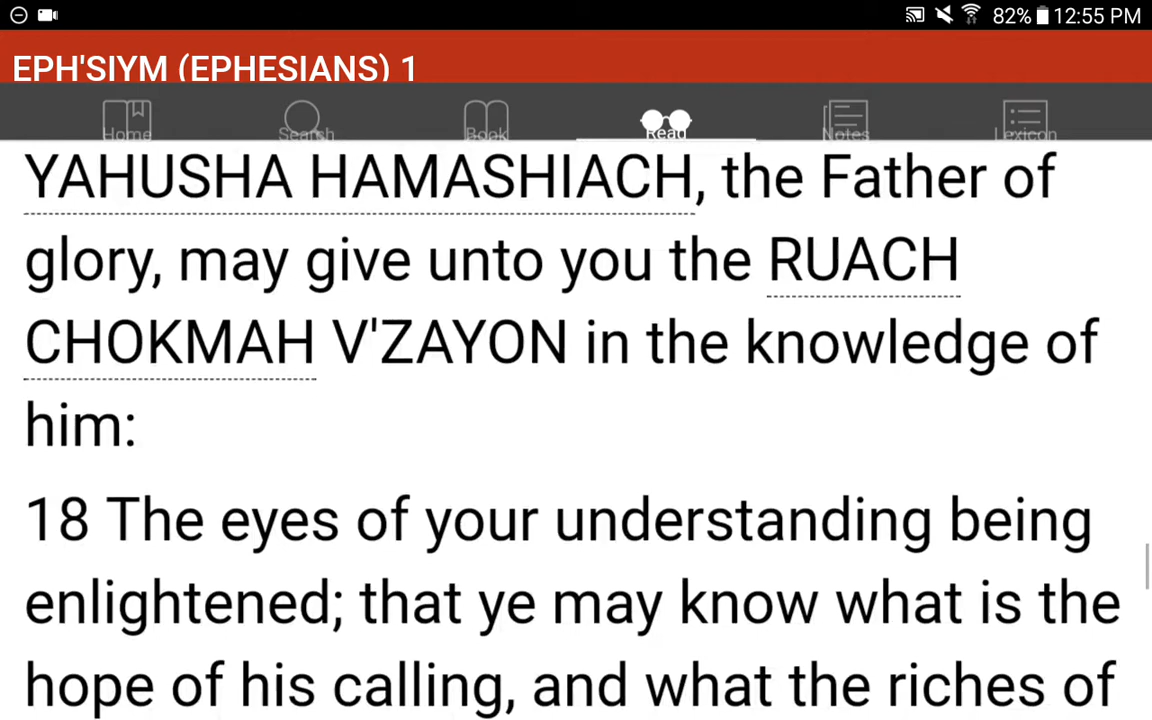 82% 12:55 PM
EPH'SIYM (EPHESIANS) 1
Home Search Book Read Notes Lexicon
YAHUSHA HAMASHIACH, the Father of
glory, may give unto you the RUACH
CHOKMAH V'ZAYON in the knowledge of
him:
18 The eyes of your understanding being
enlightened; that ye may know what is the
hope of his calling, and what the riches of